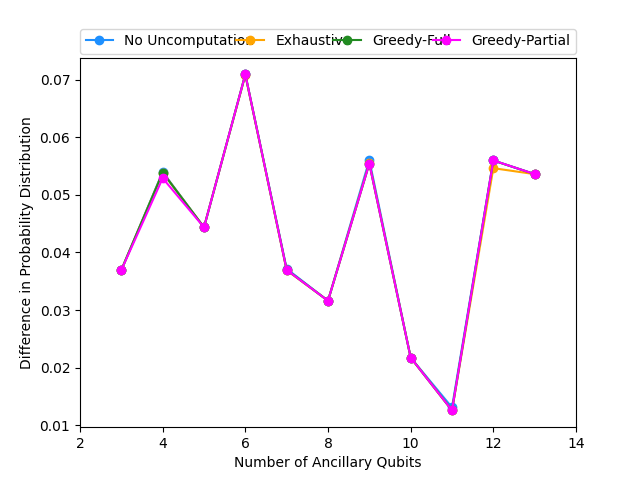 No Uncomputation Exhaustive Greedy-Full Greedy-Partial
0.07
0.06
0.05
0.04
0.03
0.02
0.01
Difference in Probability Distribution
2 4 6 8 10 12 14
Number of Ancillary Qubits